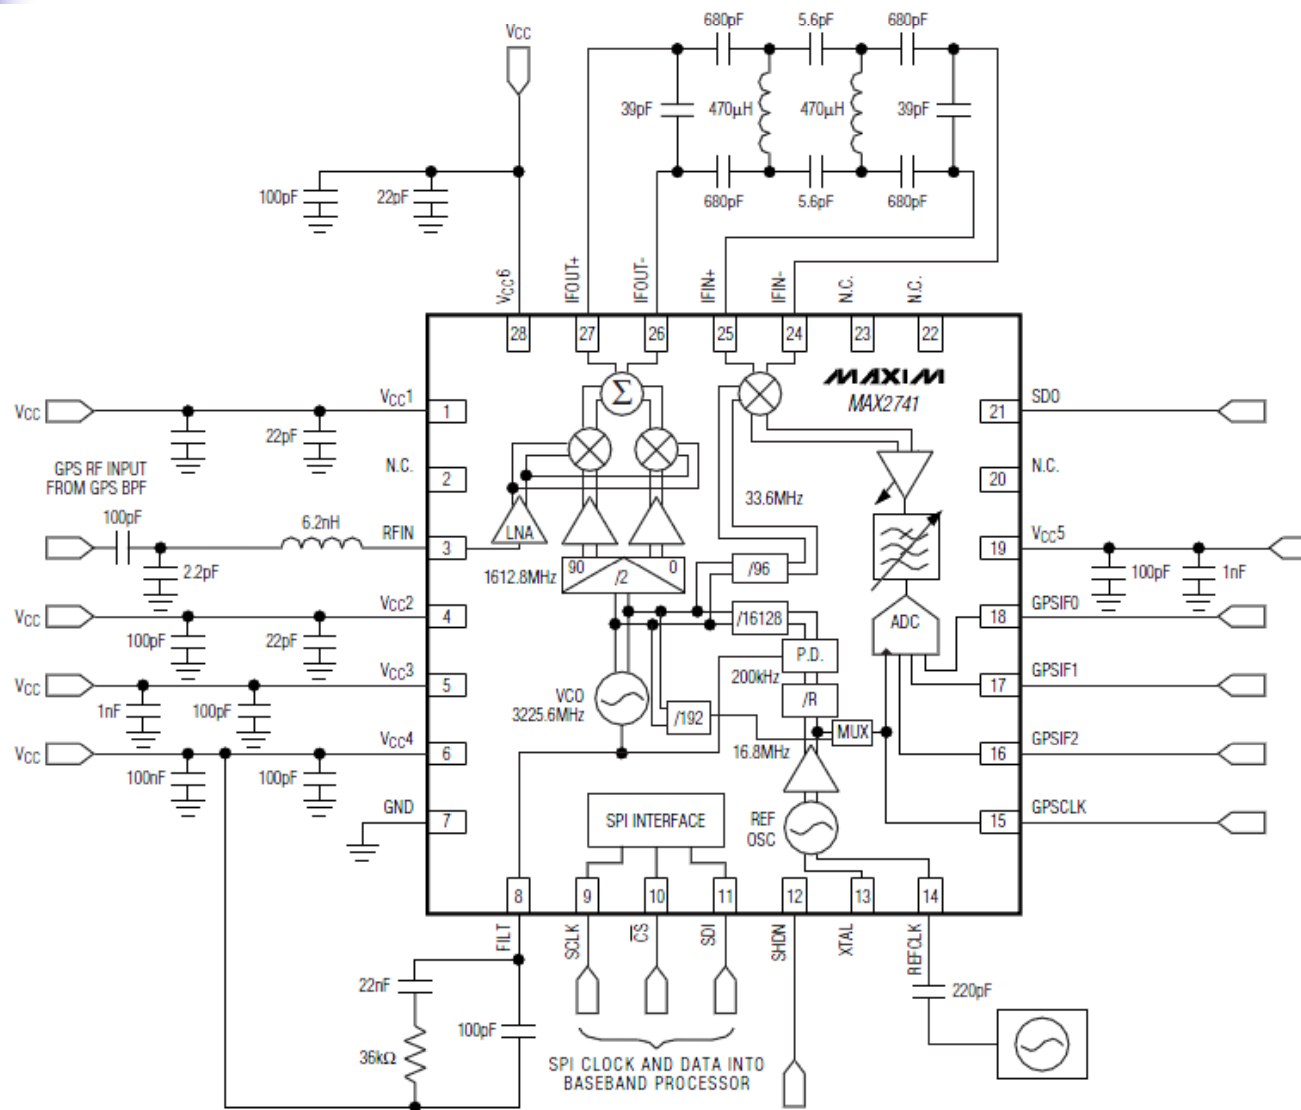 680pF 5.6pF 680pF
VCC
39pF 470µH 470µH 39pF
100pF 22pF
680pF 5.6pF 680pF
VCC6 IFOUT+ IFOUT- IFIN+ IFIN- N.C. N.C.
28 27 26 25 24 23 22
MAXIM
MAX2741
Σ
VCC VCC1 1
22pF
21 SDO
N.C. 2
20 N.C.
GPS RF INPUT
FROM GPS BPF
100pF 6.2nH RFIN 3
2.2pF
LNA
33.6MHz
19 VCC5
100pF 1nF
1612.8MHz 90 /2 0 /96
VCC VCC2 4
100pF 22pF
/16128
ADC
18 GPSIF0
P.D.
200kHz
VCC VCC3 5
1nF 100pF
VCO
3225.6MHz
/R
17 GPSIF1
/192
MUX
16.8MHz
VCC VCC4 6
100nF 100pF
16 GPSIF2
GND 7
SPI INTERFACE
REF
OSC
15 GPSCLK
8 9 10 11 12 13 14
FILT SCLK CS SDI SHDN XTAL REFCLK
22nF
36kΩ
100pF
220pF
SPI CLOCK AND DATA INTO
BASEBAND PROCESSOR